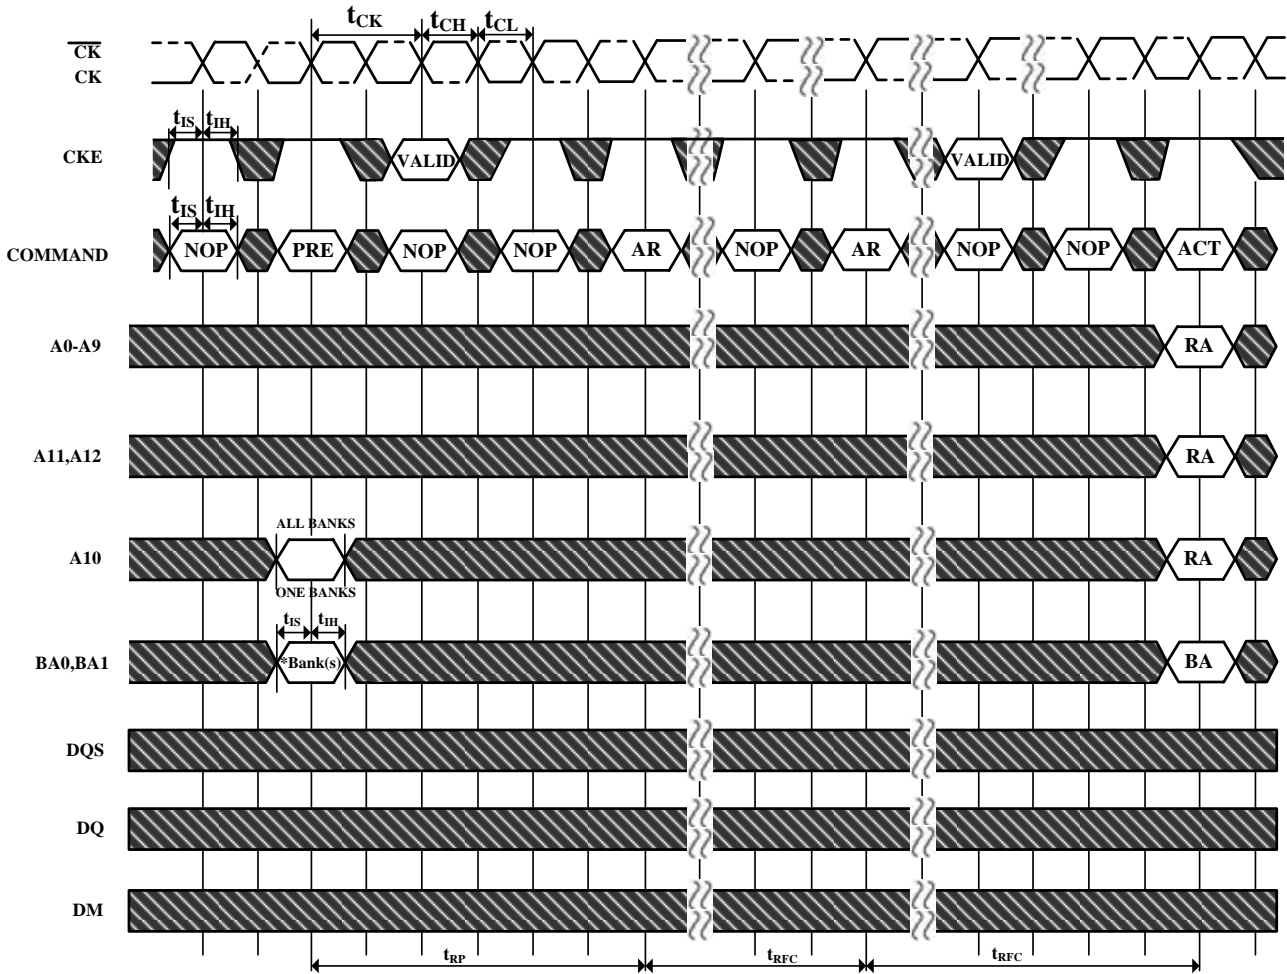 tCK tCH tCL
CK
CK
tIS tIH
CKE VALID VALID
tIS tIH
COMMAND NOP PRE NOP NOP AR NOP AR NOP NOP ACT
A0-A9 RA
A11,A12 RA
ALL BANKS
A10 RA
ONE BANKS
tIS tIH
BA0,BA1 *Bank(s) BA
DQS
DQ
DM
tRP tRFC tRFC